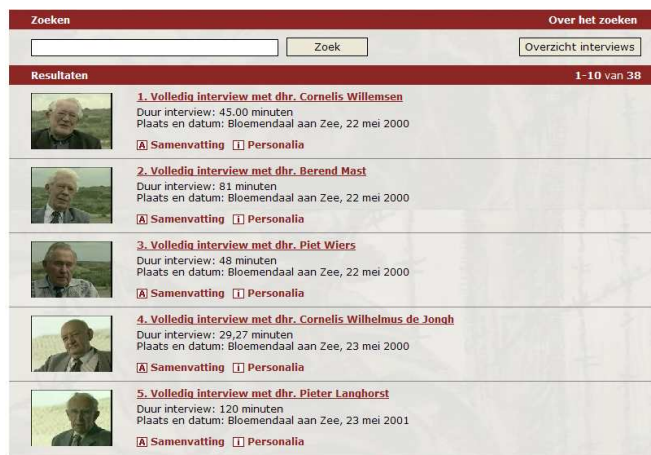 Zoeken Over het zoeken
Zoek Overzicht interviews
Resultaten 1-10 van 38
1. Volledig interview met dhr. Cornelis Willemsen
Duur interview: 45.00 minuten
Plaats en datum: Bloemendaal aan Zee, 22 mei 2000
A Samenvatting i Personalia
2. Volledig interview met dhr. Berend Mast
Duur interview: 81 minuten
Plaats en datum: Bloemendaal aan Zee, 22 mei 2000
A Samenvatting i Personalia
3. Volledig interview met dhr. Piet Wiers
Duur interview: 48 minuten
Plaats en datum: Bloemendaal aan Zee, 22 mei 2000
A Samenvatting i Personalia
4. Volledig interview met dhr. Cornelis Wilhelmus de Jongh
Duur interview: 29,27 minuten
Plaats en datum: Bloemendaal aan Zee, 23 mei 2000
A Samenvatting i Personalia
5. Volledig interview met dhr. Pieter Langhorst
Duur interview: 120 minuten
Plaats en datum: Bloemendaal aan Zee, 23 mei 2001
A Samenvatting i Personalia